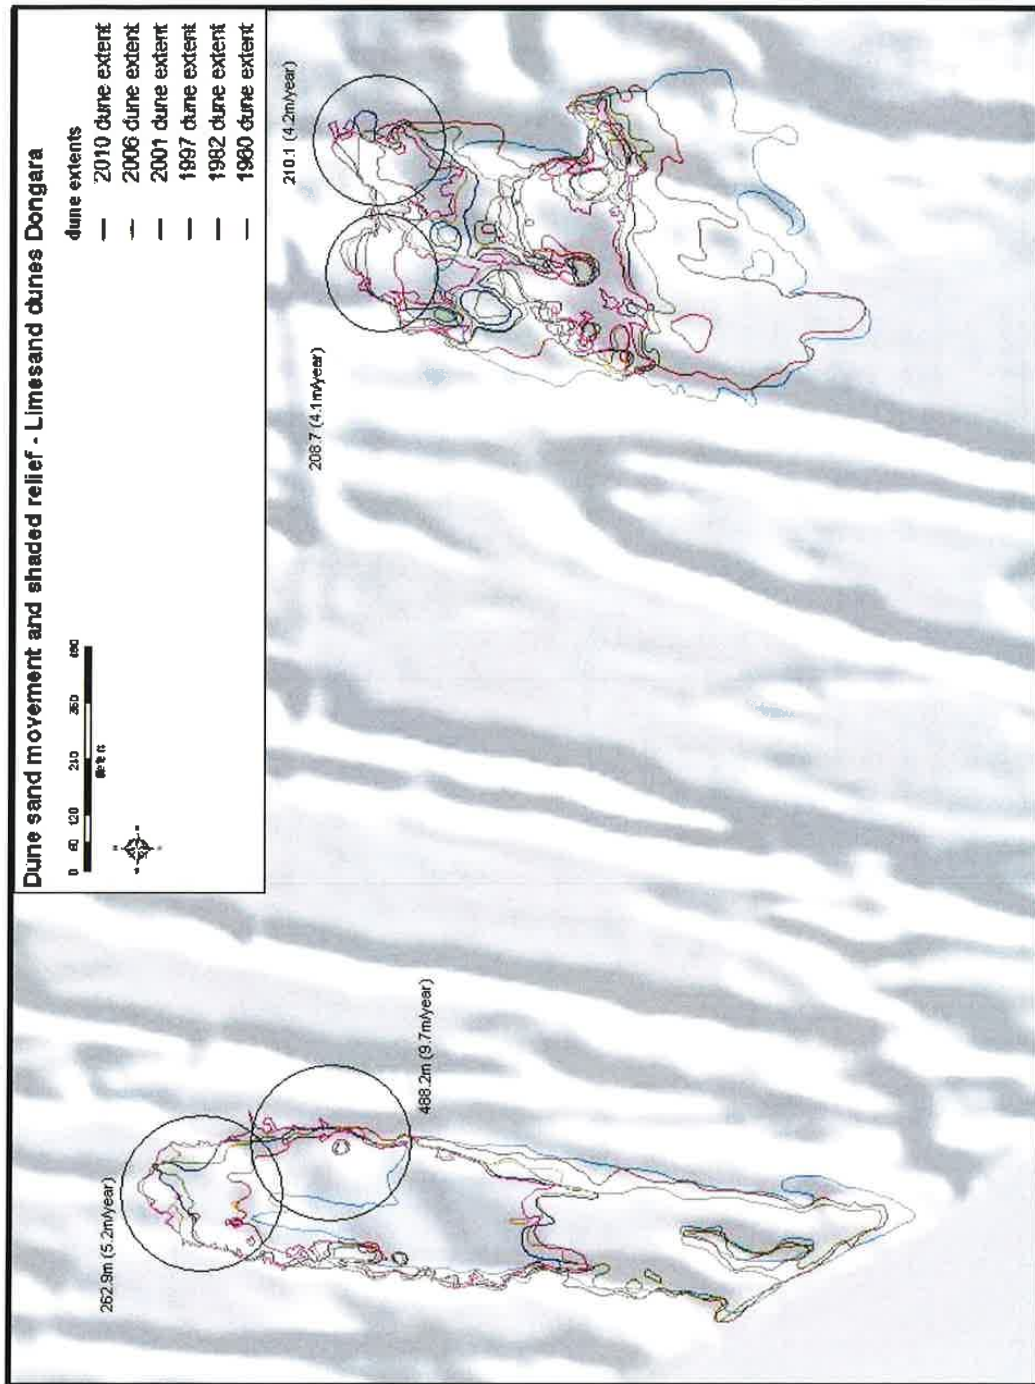 Dune sand movement and shaded relief - Limesand dunes Dongara
0 60 120 240 360 480
Meters
dune extents
2010 dune extent
2006 dune extent
2001 dune extent
1997 dune extent
1982 dune extent
1960 dune extent
262.9m (5.2m/year)
488.2m (9.7m/year)
208.7 (4.1m/year)
210.1 (4.2m/year)